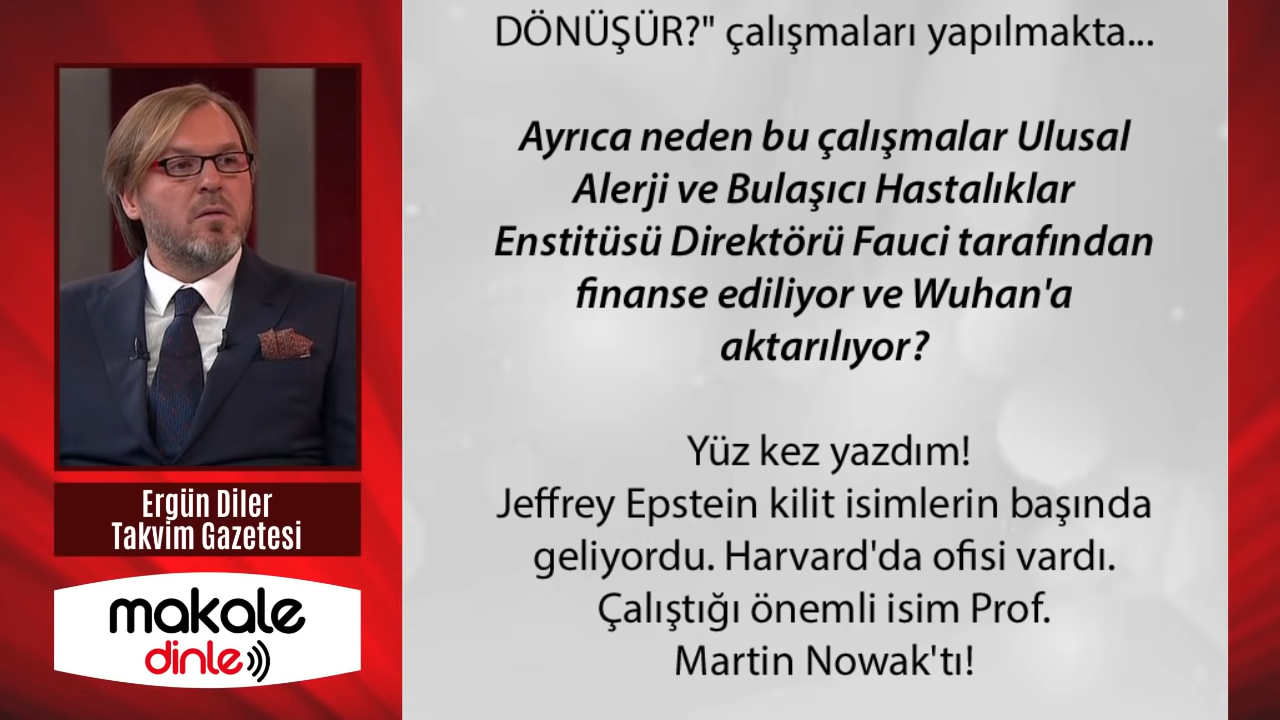 DÖNÜŞÜR?" çalışmaları yapılmakta...
Ayrıca neden bu çalışmalar Ulusal
Alerji ve Bulaşıcı Hastalıklar
Enstitüsü Direktörü Fauci tarafından
finanse ediliyor ve Wuhan'a
aktarılıyor?
Yüz kez yazdım!
Jeffrey Epstein kilit isimlerin başında
geliyordu. Harvard'da ofisi vardı.
Çalıştığı önemli isim Prof.
Martin Nowak'tı!
Ergün Diler
Takvim Gazetesi
makale
dinle